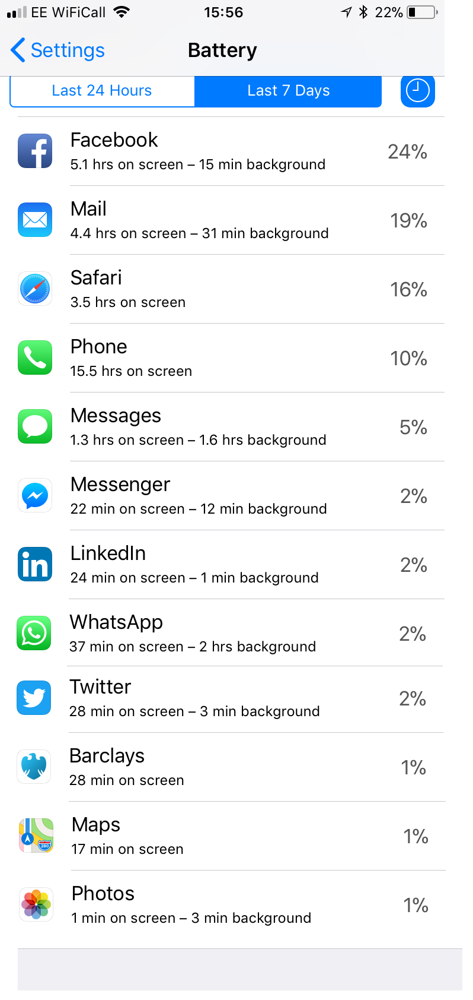 EE WiFiCall 15:56 22%
Settings Battery
Last 24 Hours Last 7 Days
Facebook 24%
5.1 hrs on screen – 15 min background
Mail 19%
4.4 hrs on screen – 31 min background
Safari 16%
3.5 hrs on screen
Phone 10%
15.5 hrs on screen
Messages 5%
1.3 hrs on screen – 1.6 hrs background
Messenger 2%
22 min on screen – 12 min background
in
LinkedIn 2%
24 min on screen – 1 min background
WhatsApp 2%
37 min on screen – 2 hrs background
Twitter 2%
28 min on screen – 3 min background
Barclays 1%
28 min on screen
280
Maps 1%
17 min on screen
Photos 1%
1 min on screen – 3 min background